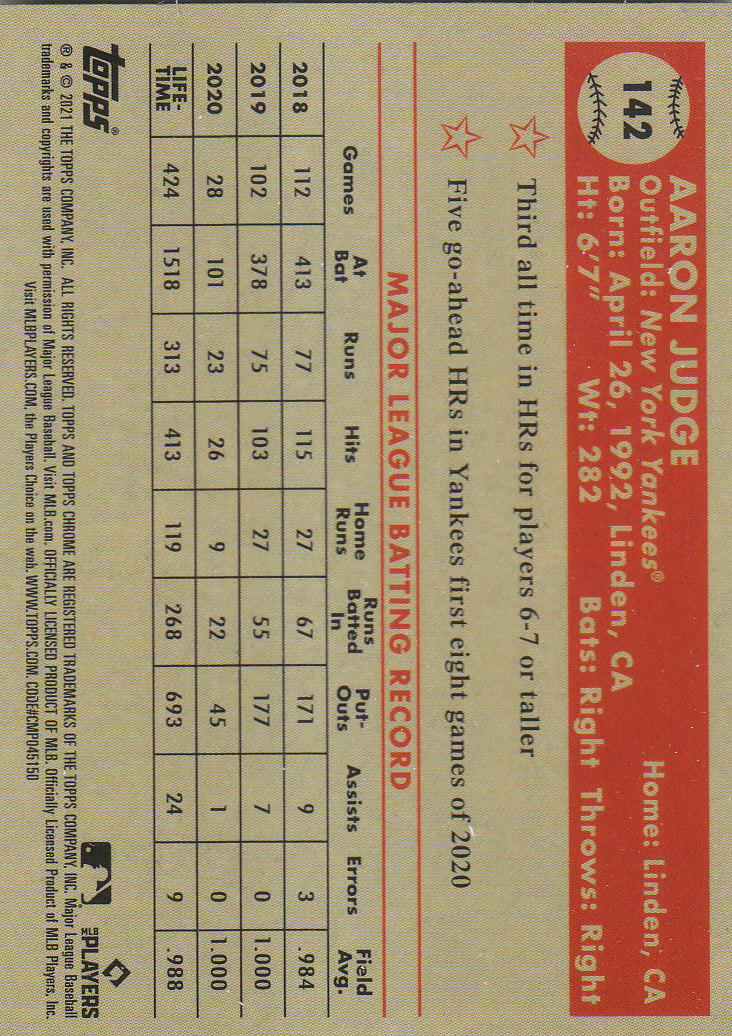 142
AARON JUDGE
Outfield: New York Yankees® Home: Linden, CA
Born: April 26, 1992, Linden, CA
Ht: 6'7" Wt: 282 Bats: Right Throws: Right
Third all time in HRs for players 6-7 or taller
Five go-ahead HRs in Yankees first eight games of 2020
MAJOR LEAGUE BATTING RECORD
Games At Bat Runs Hits Home Runs Runs Batted In Put-Outs Assists Errors Field Avg.
2018 112 413 77 115 27 67 171 9 3 .984
2019 102 378 75 103 27 55 177 7 0 1.000
2020 28 101 23 26 9 22 45 1 0 1.000
LIFE-TIME 424 1518 313 413 119 268 693 24 9 .988
topps®
MLB PLAYERS
® & © 2021 THE TOPPS COMPANY, INC. ALL RIGHTS RESERVED. TOPPS AND TOPPS CHROME ARE REGISTERED TRADEMARKS OF THE TOPPS COMPANY, INC. Major League Baseball
trademarks and copyrights are used with permission of Major League Baseball. Visit MLB.com. OFFICIALLY LICENSED PRODUCT OF MLB. Officially Licensed Product of MLB Players, Inc.
Visit MLBPLAYERS.COM, the Players Choice on the web. WWW.TOPPS.COM. CODE#CMP045150